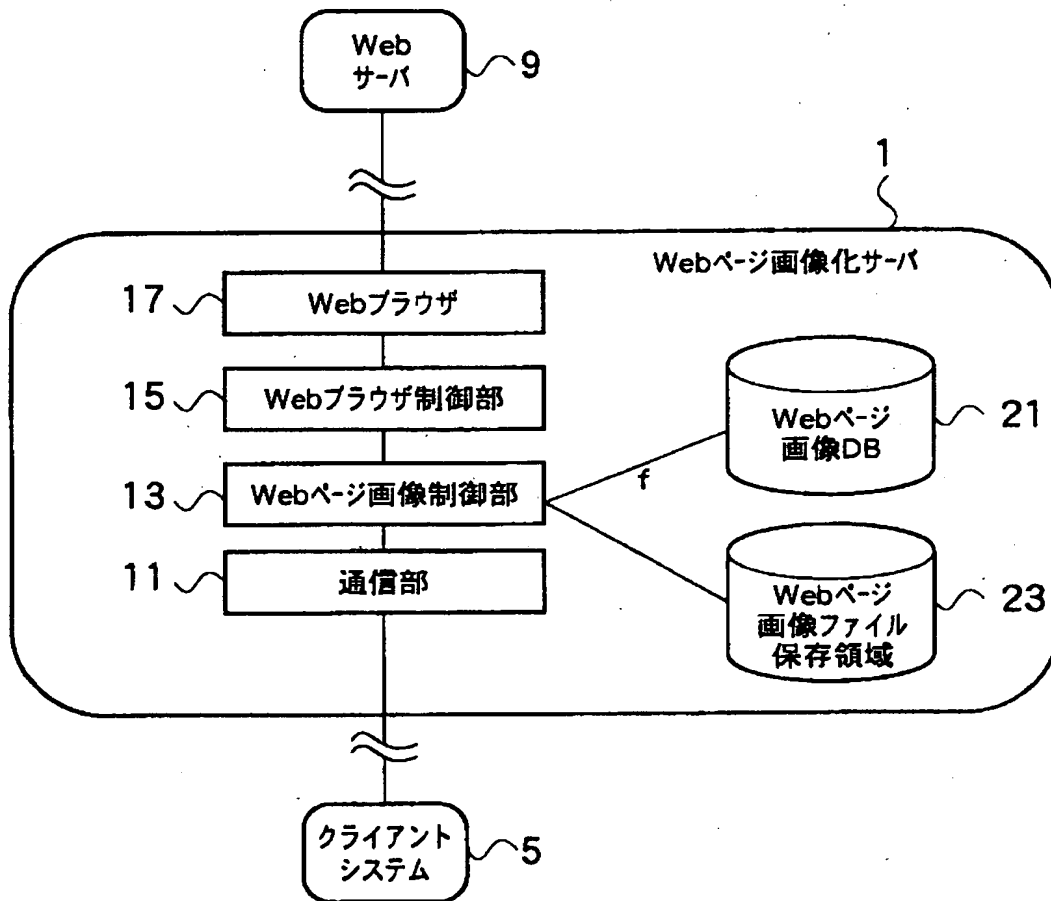 Web
サーバ
9
1
Webページ画像化サーバ
17
Webブラウザ
15
Webブラウザ制御部
13
Webページ画像制御部
11
通信部
f
Webページ
画像DB
21
Webページ
画像ファイル
保存領域
23
クライアント
システム
5